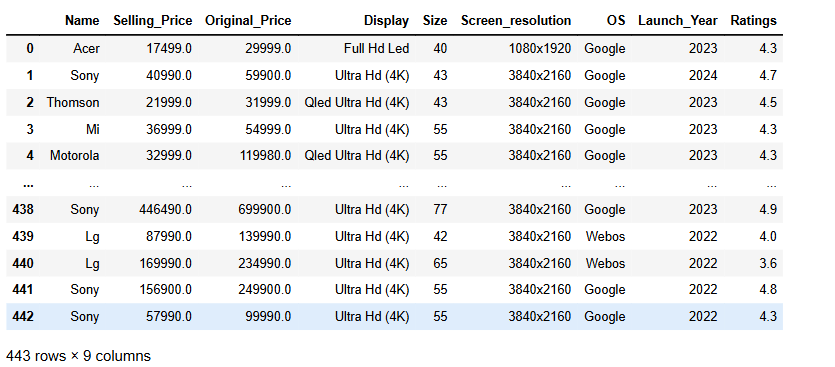 Name Selling_Price Original_Price Display Size Screen_resolution OS Launch_Year Ratings
0 Acer 17499.0 29999.0 Full Hd Led 40 1080x1920 Google 2023 4.3
1 Sony 40990.0 59900.0 Ultra Hd (4K) 43 3840x2160 Google 2024 4.7
2 Thomson 21999.0 31999.0 Qled Ultra Hd (4K) 43 3840x2160 Google 2023 4.5
3 Mi 36999.0 54999.0 Ultra Hd (4K) 55 3840x2160 Google 2023 4.3
4 Motorola 32999.0 119980.0 Qled Ultra Hd (4K) 55 3840x2160 Google 2023 4.3
... ... ... ... ... ... ... ... ... ...
438 Sony 446490.0 699900.0 Ultra Hd (4K) 77 3840x2160 Google 2023 4.9
439 Lg 87990.0 139990.0 Ultra Hd (4K) 42 3840x2160 Webos 2022 4.0
440 Lg 169990.0 234990.0 Ultra Hd (4K) 65 3840x2160 Webos 2022 3.6
441 Sony 156900.0 249900.0 Ultra Hd (4K) 55 3840x2160 Google 2022 4.8
442 Sony 57990.0 99990.0 Ultra Hd (4K) 55 3840x2160 Google 2022 4.3
443 rows × 9 columns